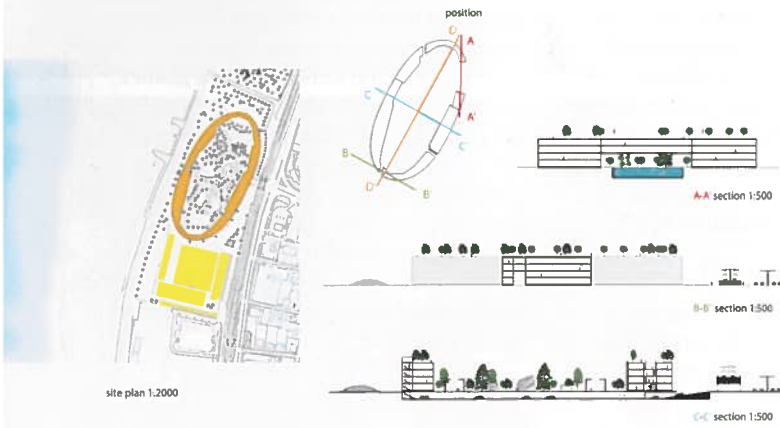 position
D
A
C
A'
C'
B
D'
B'
A-A' section 1:500
B-B' section 1:500
C-C' section 1:500
site plan 1:2000